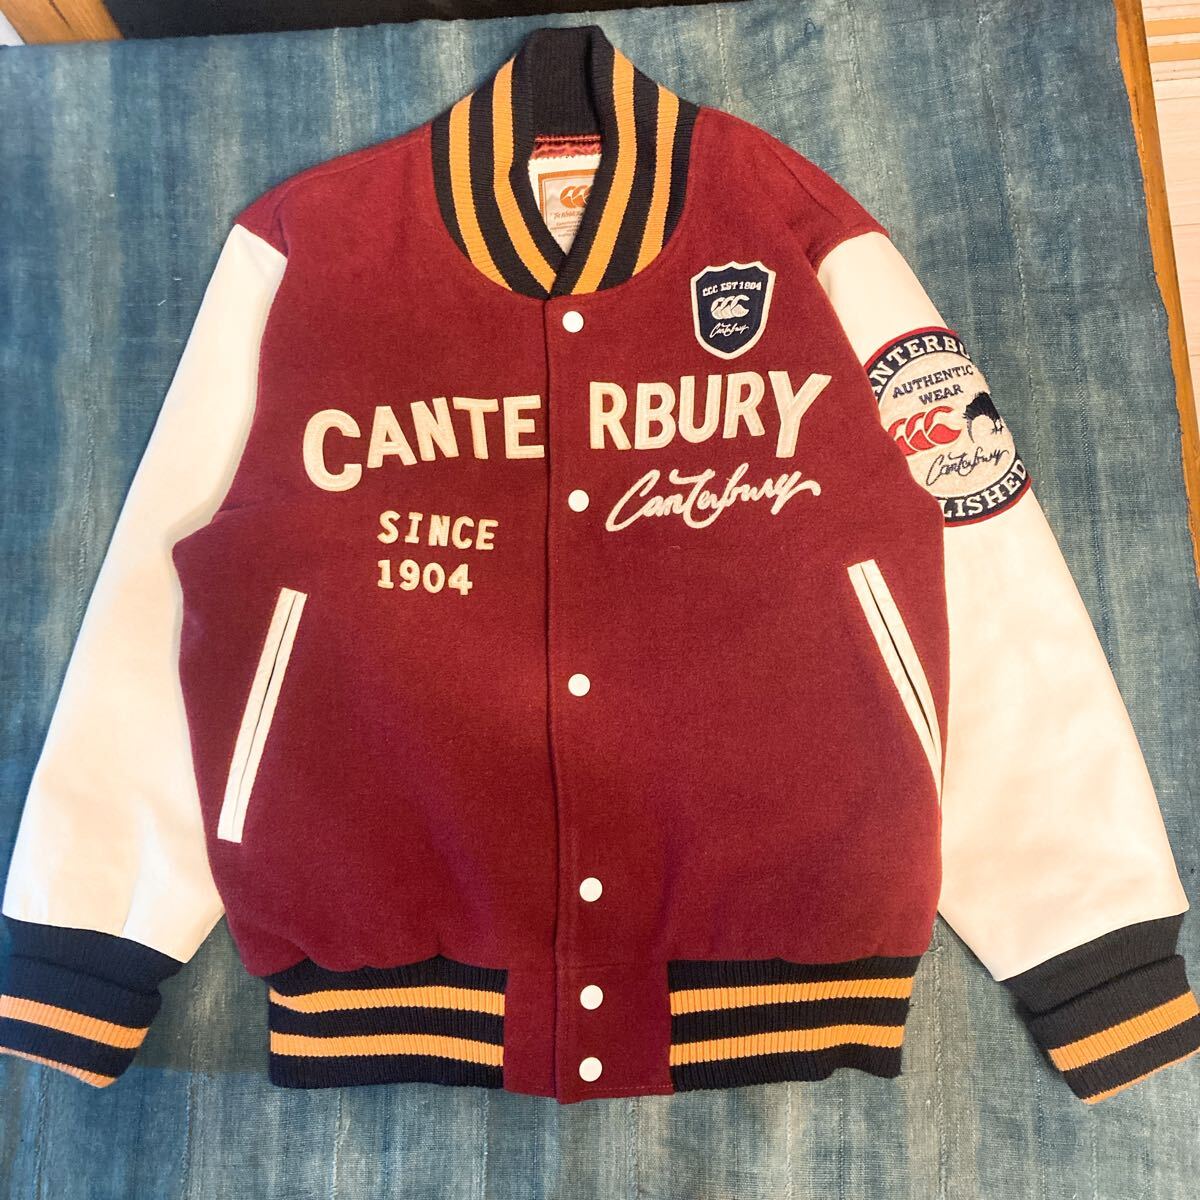 CCC EST 1904
Canterbury
CANTERBURY
Canterbury
SINCE
1904
AUTHENTIC
WEAR
Canterbury